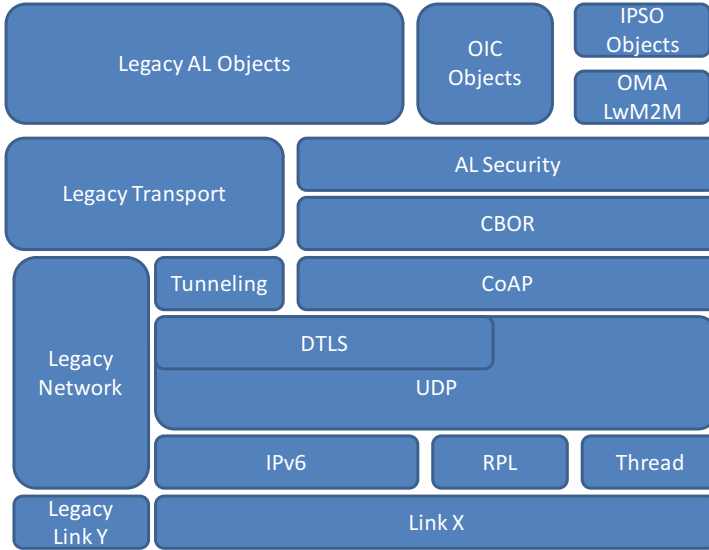 Legacy AL Objects
OIC
Objects
IPSO
Objects
OMA
LwM2M
Legacy Transport
AL Security
CBOR
Tunneling
CoAP
Legacy
Network
DTLS
UDP
IPv6
RPL
Thread
Legacy
Link Y
Link X